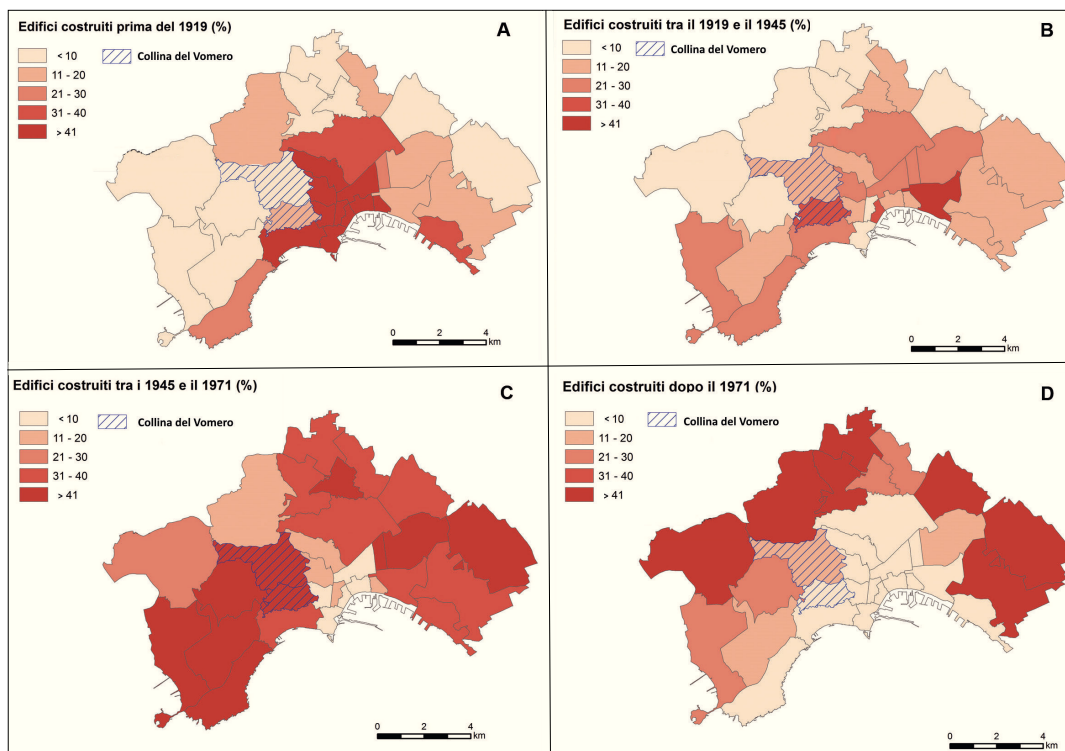 Edifici costruiti prima del 1919 (%)
A
< 10
Collina del Vomero
11 - 20
21 - 30
31 - 40
> 41
0 2 4
km
Edifici costruiti tra il 1919 e il 1945 (%)
B
< 10
Collina del Vomero
11 - 20
21 - 30
31 - 40
> 41
0 2 4
km
Edifici costruiti tra i 1945 e il 1971 (%)
C
< 10
Collina del Vomero
11 - 20
21 - 30
31 - 40
> 41
0 2 4
km
Edifici costruiti dopo il 1971 (%)
D
< 10
Collina del Vomero
11 - 20
21 - 30
31 - 40
> 41
0 2 4
km